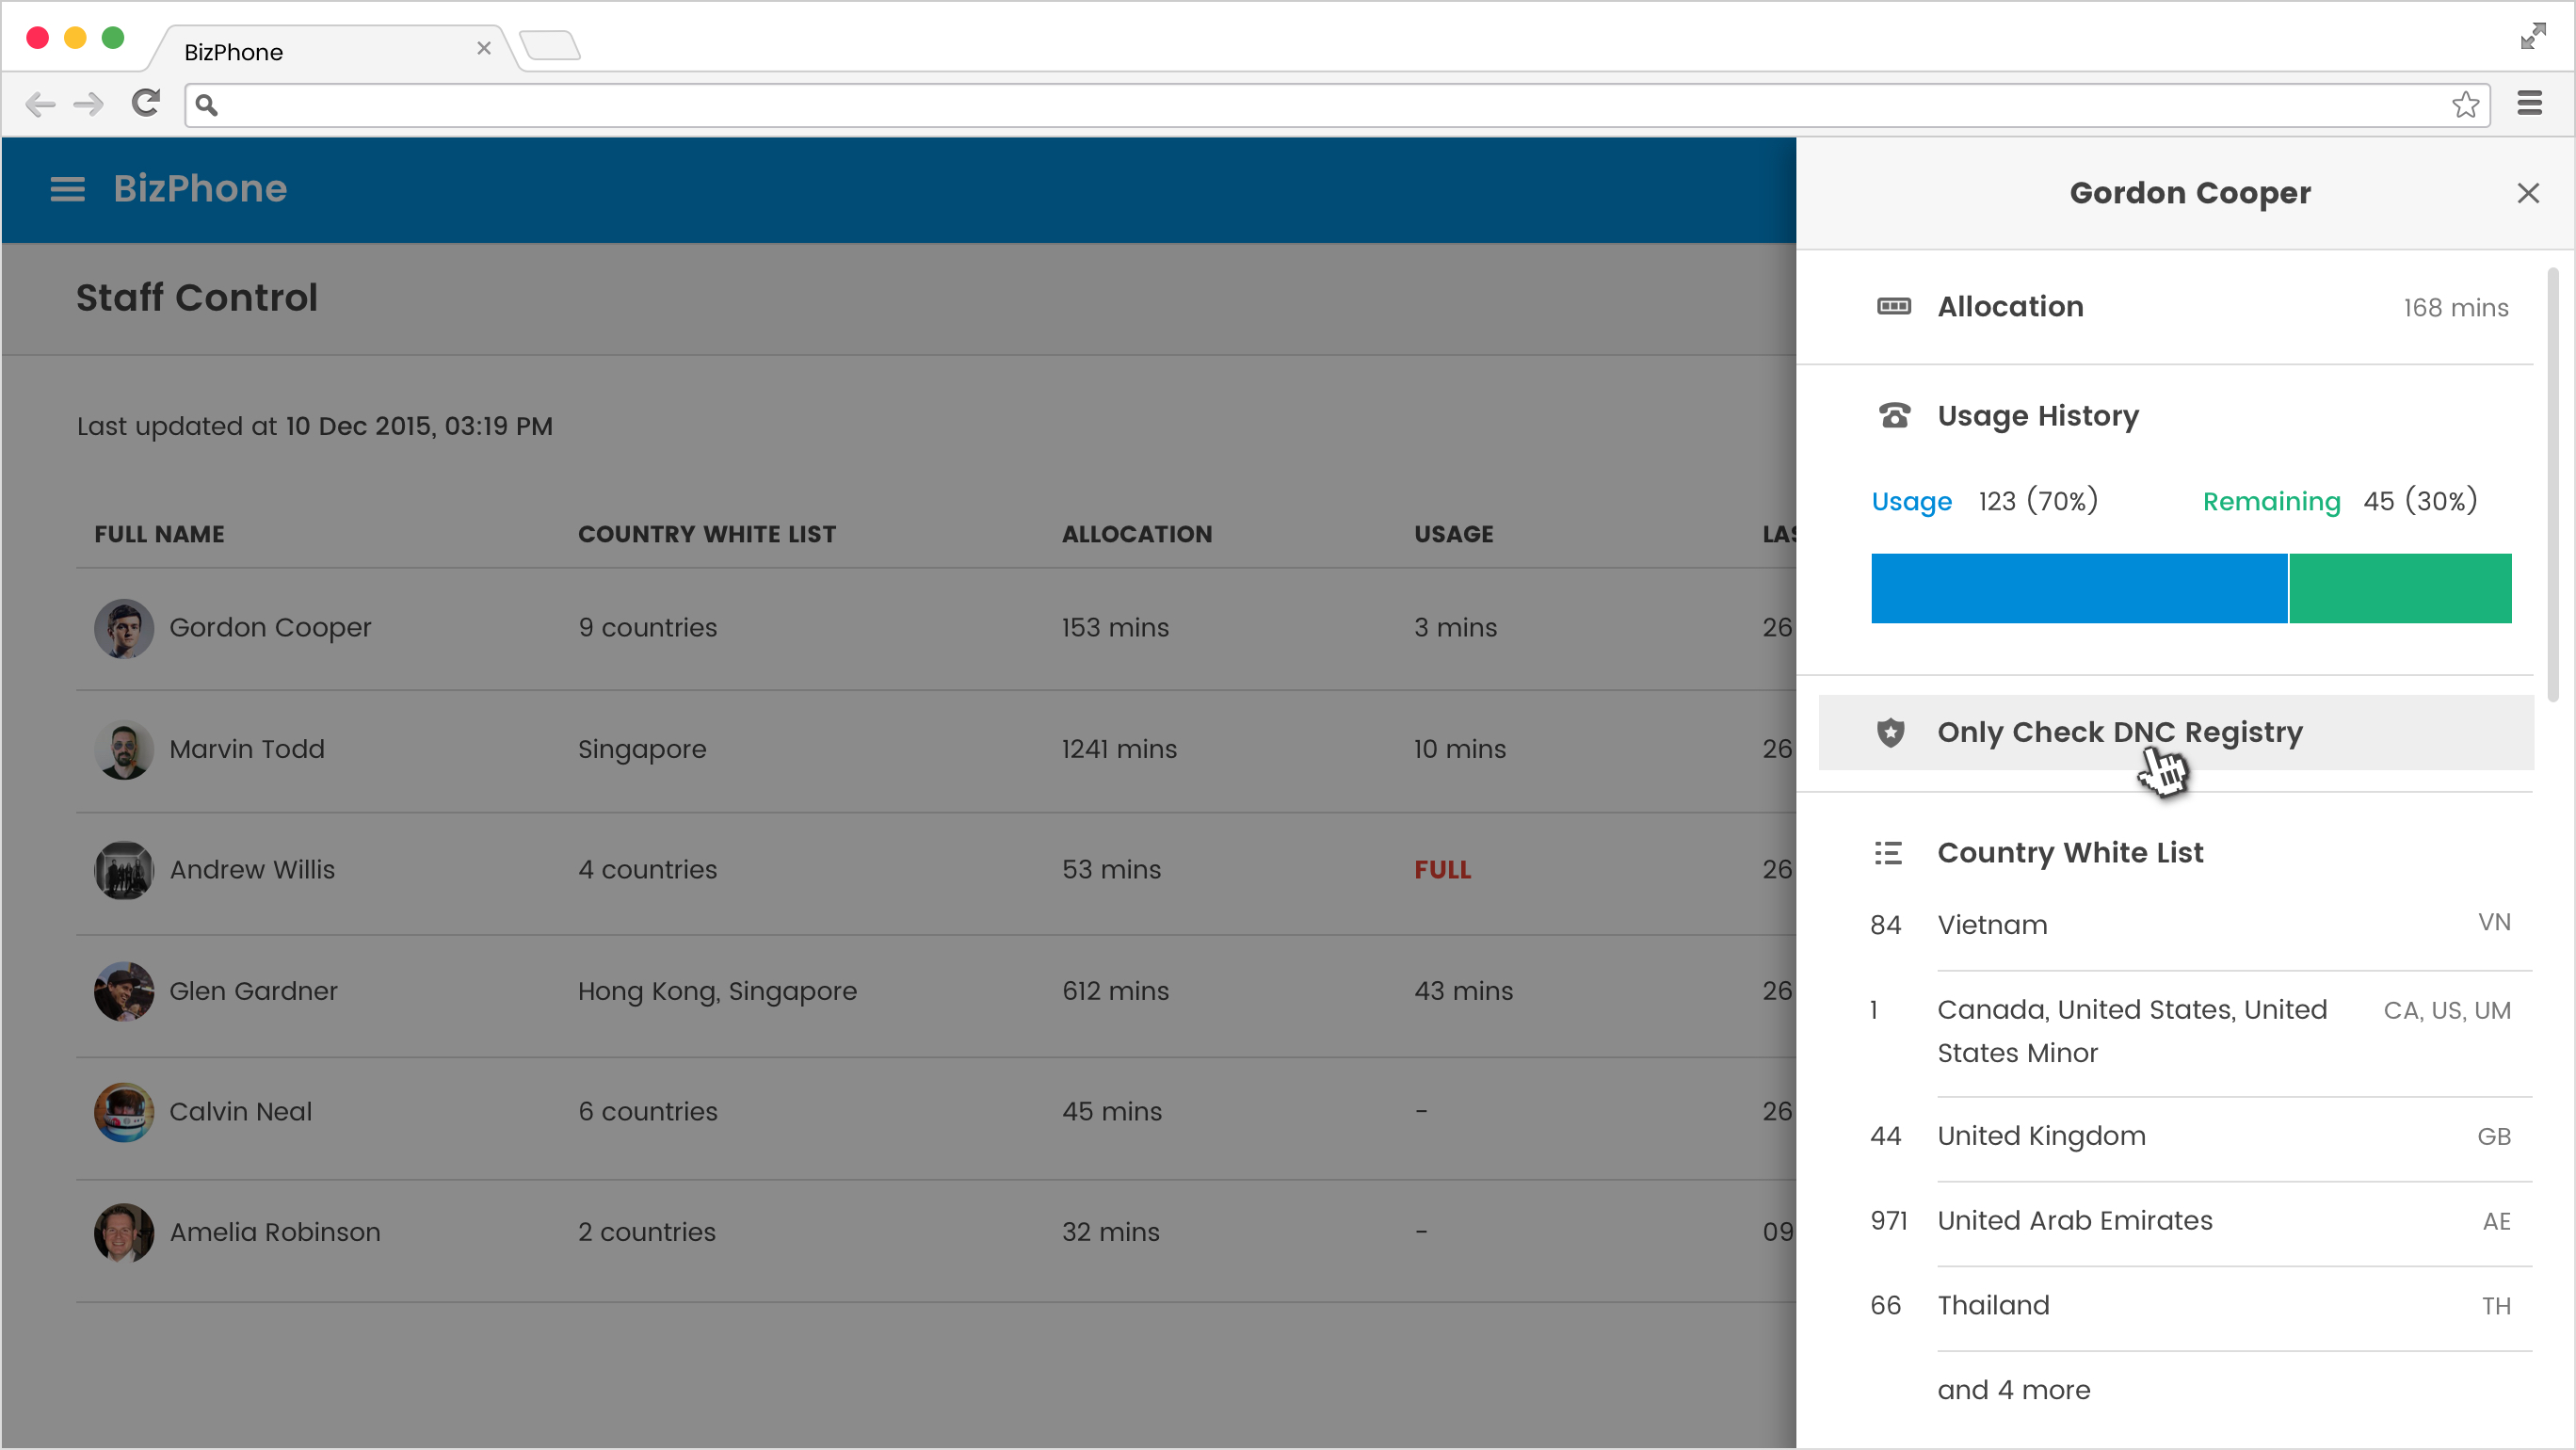 BizPhone
BizPhone
Staff Control
Last updated at 10 Dec 2015, 03:19 PM
FULL NAME COUNTRY WHITE LIST ALLOCATION USAGE LAS
Gordon Cooper 9 countries 153 mins 3 mins 26
Marvin Todd Singapore 1241 mins 10 mins 26
Andrew Willis 4 countries 53 mins FULL 26
Glen Gardner Hong Kong, Singapore 612 mins 43 mins 26
Calvin Neal 6 countries 45 mins - 26
Amelia Robinson 2 countries 32 mins - 09
Gordon Cooper
Allocation 168 mins
Usage History
Usage 123 (70%) Remaining 45 (30%)
Only Check DNC Registry
Country White List
84 Vietnam VN
1 Canada, United States, United CA, US, UM
States Minor
44 United Kingdom GB
971 United Arab Emirates AE
66 Thailand TH
and 4 more